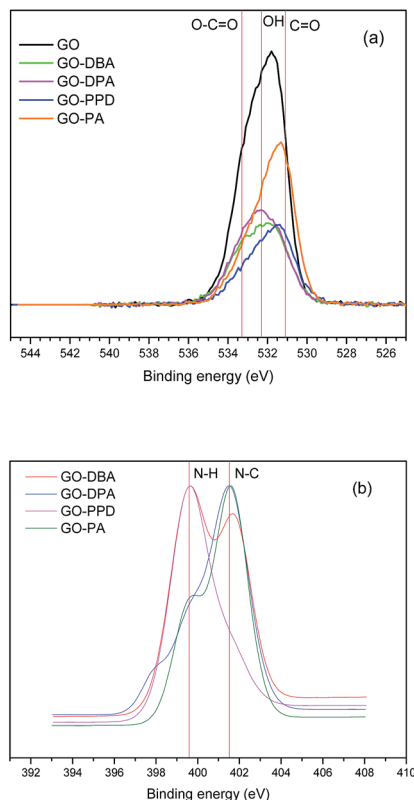 O-C=O OH C=O
(a)
GO
GO-DBA
GO-DPA
GO-PPD
GO-PA
544 542 540 538 536 534 532 530 528 526
Binding energy (eV)
N-H N-C
(b)
GO-DBA
GO-DPA
GO-PPD
GO-PA
392 394 396 398 400 402 404 406 408 410
Binding energy (eV)